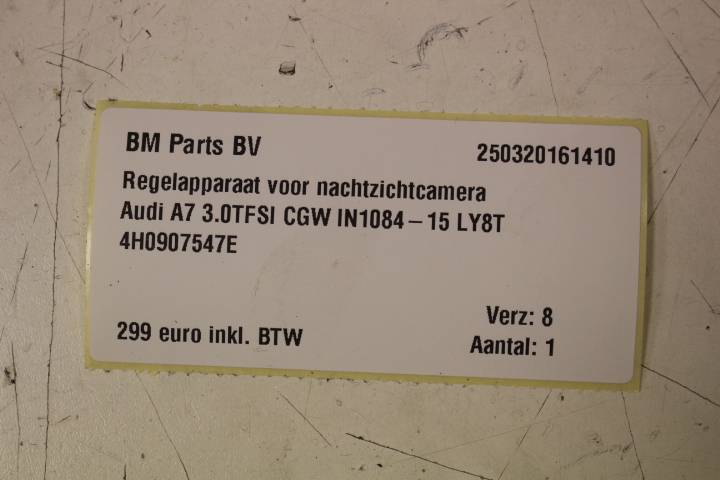 BM Parts BV 250320161410
Regelapparaat voor nachtzichtcamera
Audi A7 3.0TFSI CGW IN1084-15 LY8T
4H0907547E
Verz: 8
299 euro inkl. BTW Aantal: 1